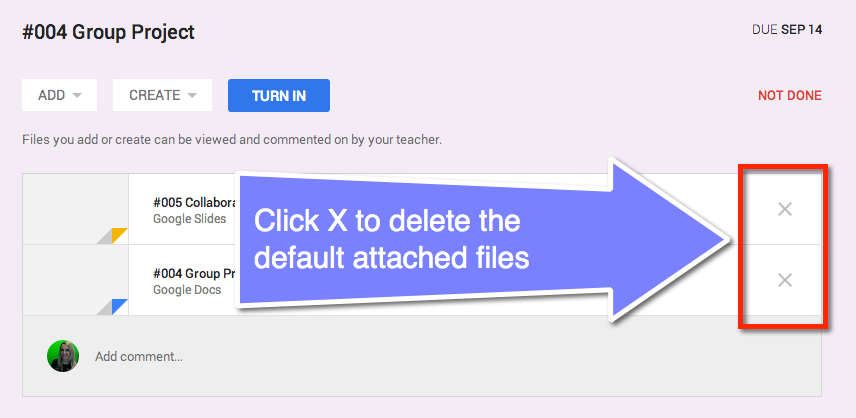 #004 Group Project
DUE SEP 14
ADD
CREATE
TURN IN
NOT DONE
Files you add or create can be viewed and commented on by your teacher.
#005 Collabora
Google Slides
Click X to delete the
default attached files
#004 Group Pr
Google Docs
Add comment...